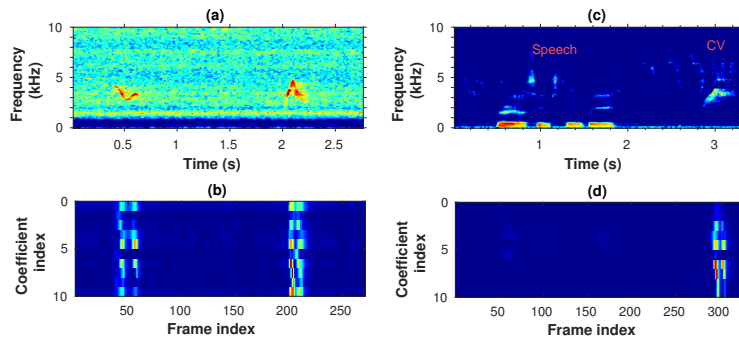 (a)
10
5
0
Frequency
(kHz)
0.5
1
1.5
2
2.5
Time (s)
(c)
10
5
0
Frequency
(kHz)
Speech
CV
1
2
3
Time (s)
(b)
0
5
10
Coefficient
index
50
100
150
200
250
Frame index
(d)
0
5
10
Coefficient
index
50
100
150
200
250
300
Frame index